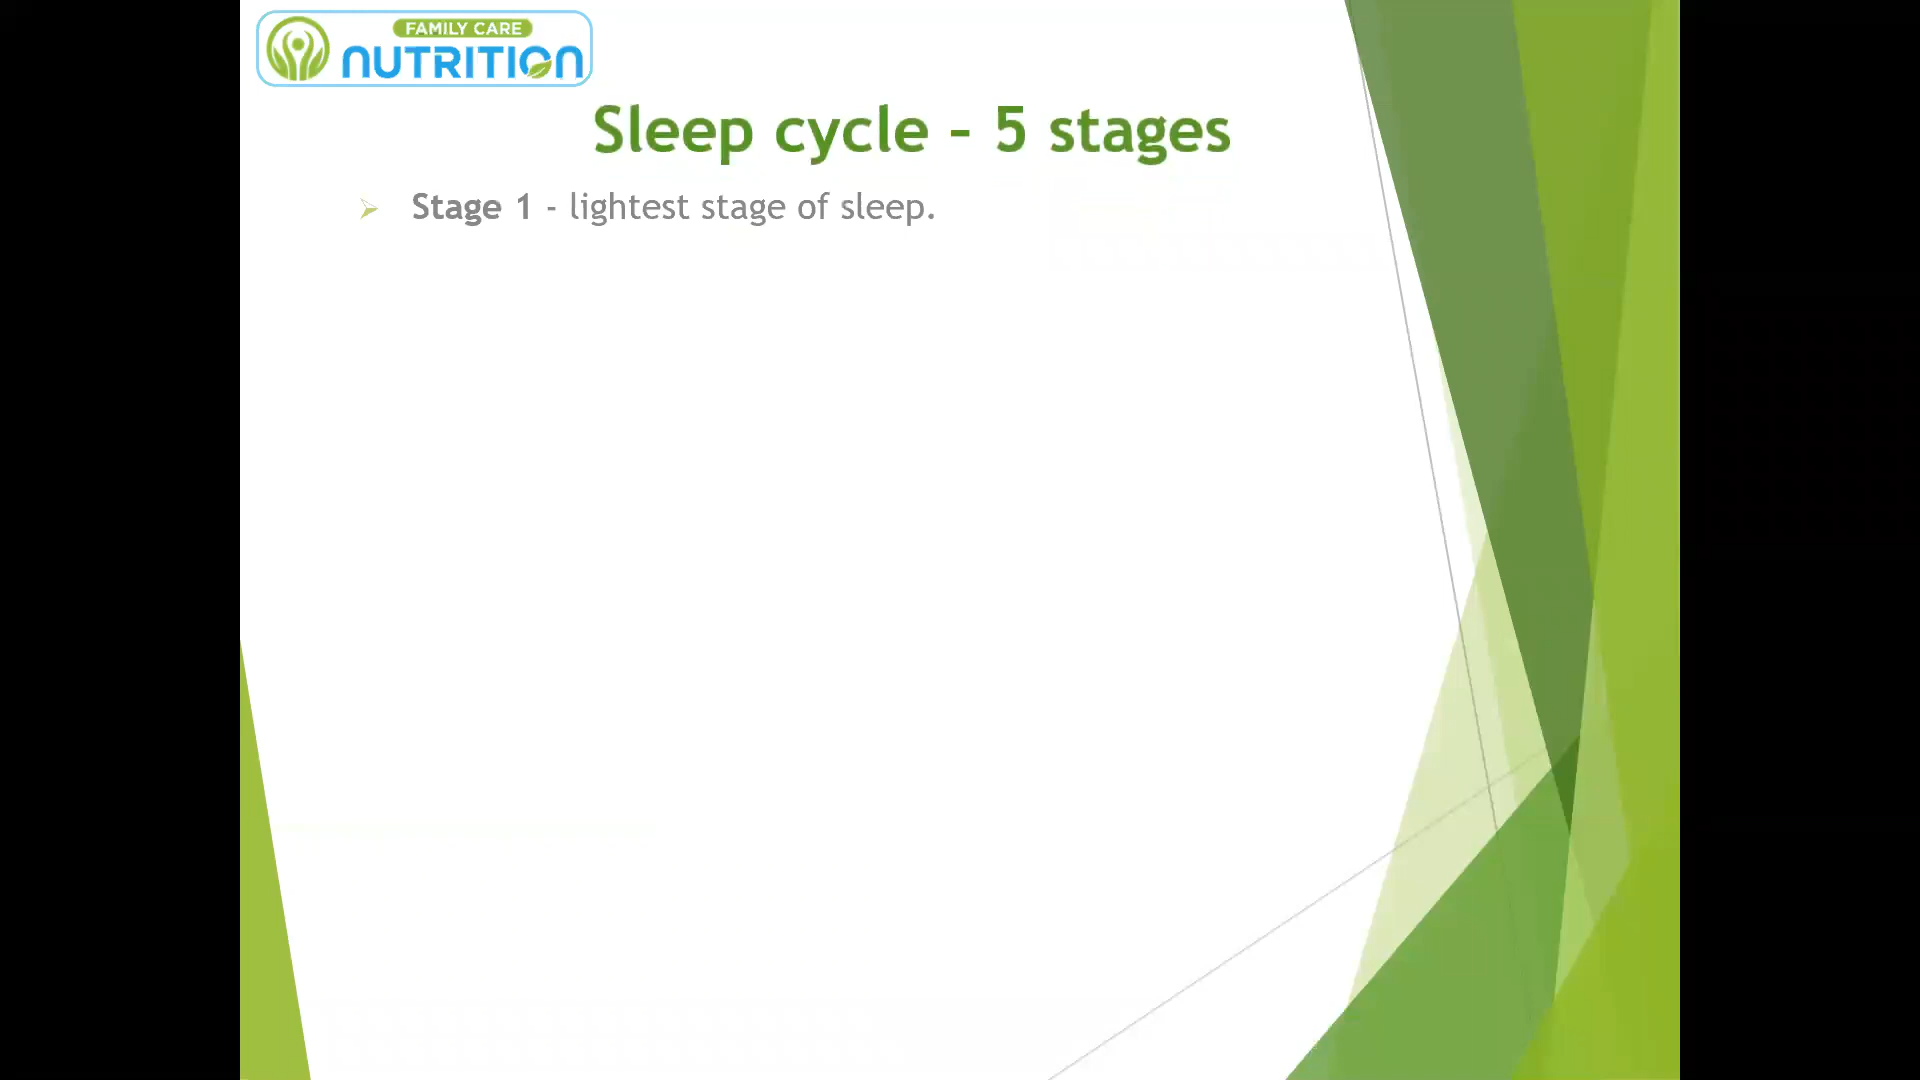 FAMILY CARE
NUTRITION
Sleep cycle – 5 stages
Stage 1 - lightest stage of sleep.